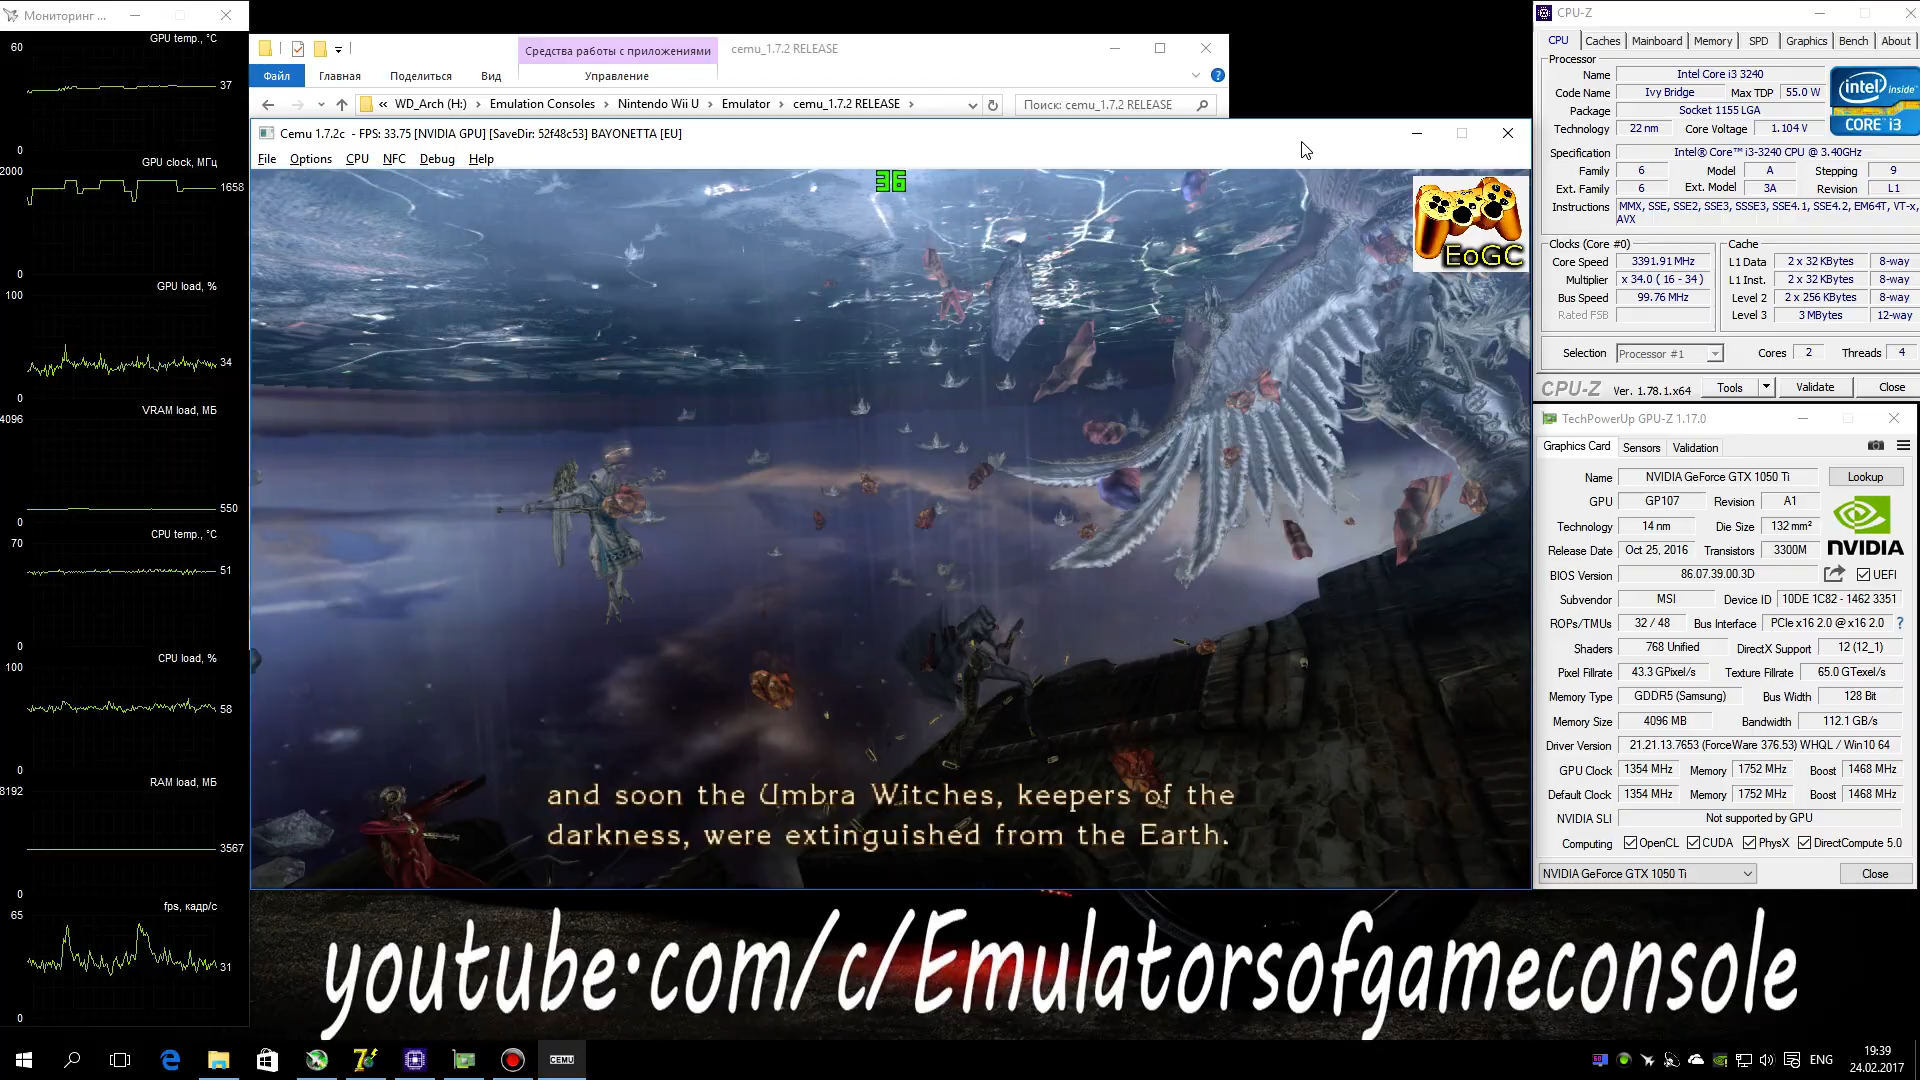 Мониторинг ...
GPU temp., °C
60
37
0
GPU clock, МГц
2000
1658
0
GPU load, %
100
34
0
VRAM load, МБ
4096
550
0
CPU temp., °C
70
51
0
CPU load, %
100
58
0
RAM load, МБ
8192
3567
0
fps, кадр/с
65
31
0
Средства работы с приложениями
cemu_1.7.2 RELEASE
Файл
Главная
Поделиться
Вид
Управление
« WD_Arch (H:) > Emulation Consoles > Nintendo Wii U > Emulator > cemu_1.7.2 RELEASE >
Поиск: cemu_1.7.2 RELEASE
Cemu 1.7.2c - FPS: 33.75 [NVIDIA GPU] [SaveDir: 52f48c53] BAYONETTA [EU]
File Options CPU NFC Debug Help
36
EoGC
and soon the Umbra Witches, keepers of the
darkness, were extinguished from the Earth.
youtube.com/c/Emulatorsofgameconsole
CPU-Z
CPU Caches Mainboard Memory SPD Graphics Bench About
Processor
Name Intel Core i3 3240
Code Name Ivy Bridge Max TDP 55.0 W
Package Socket 1155 LGA
Technology 22 nm Core Voltage 1.104 V
intel inside
CORE i3
Specification Intel® Core™ i3-3240 CPU @ 3.40GHz
Family 6 Model A Stepping 9
Ext. Family 6 Ext. Model 3A Revision L1
Instructions MMX, SSE, SSE2, SSE3, SSSE3, SSE4.1, SSE4.2, EM64T, VT-x,
AVX
Clocks (Core #0)
Core Speed 3391.91 MHz
Multiplier x 34.0 ( 16 - 34 )
Bus Speed 99.76 MHz
Rated FSB
Cache
L1 Data 2 x 32 KBytes 8-way
L1 Inst. 2 x 32 KBytes 8-way
Level 2 2 x 256 KBytes 8-way
Level 3 3 MBytes 12-way
Selection Processor #1 Cores 2 Threads 4
CPU-Z Ver. 1.78.1.x64 Tools Validate Close
TechPowerUp GPU-Z 1.17.0
Graphics Card Sensors Validation
Name NVIDIA GeForce GTX 1050 Ti Lookup
GPU GP107 Revision A1
Technology 14 nm Die Size 132 mm²
Release Date Oct 25, 2016 Transistors 3300M
NVIDIA
BIOS Version 86.07.39.00.3D UEFI
Subvendor MSI Device ID 10DE 1C82 - 1462 3351
ROPs/TMUs 32 / 48 Bus Interface PCIe x16 2.0 @ x16 2.0 ?
Shaders 768 Unified DirectX Support 12 (12_1)
Pixel Fillrate 43.3 GPixel/s Texture Fillrate 65.0 GTexel/s
Memory Type GDDR5 (Samsung) Bus Width 128 Bit
Memory Size 4096 MB Bandwidth 112.1 GB/s
Driver Version 21.21.13.7653 (ForceWare 376.53) WHQL / Win10 64
GPU Clock 1354 MHz Memory 1752 MHz Boost 1468 MHz
Default Clock 1354 MHz Memory 1752 MHz Boost 1468 MHz
NVIDIA SLI Not supported by GPU
Computing OpenCL CUDA PhysX DirectCompute 5.0
NVIDIA GeForce GTX 1050 Ti Close
CEMU
ENG
19:39
24.02.2017